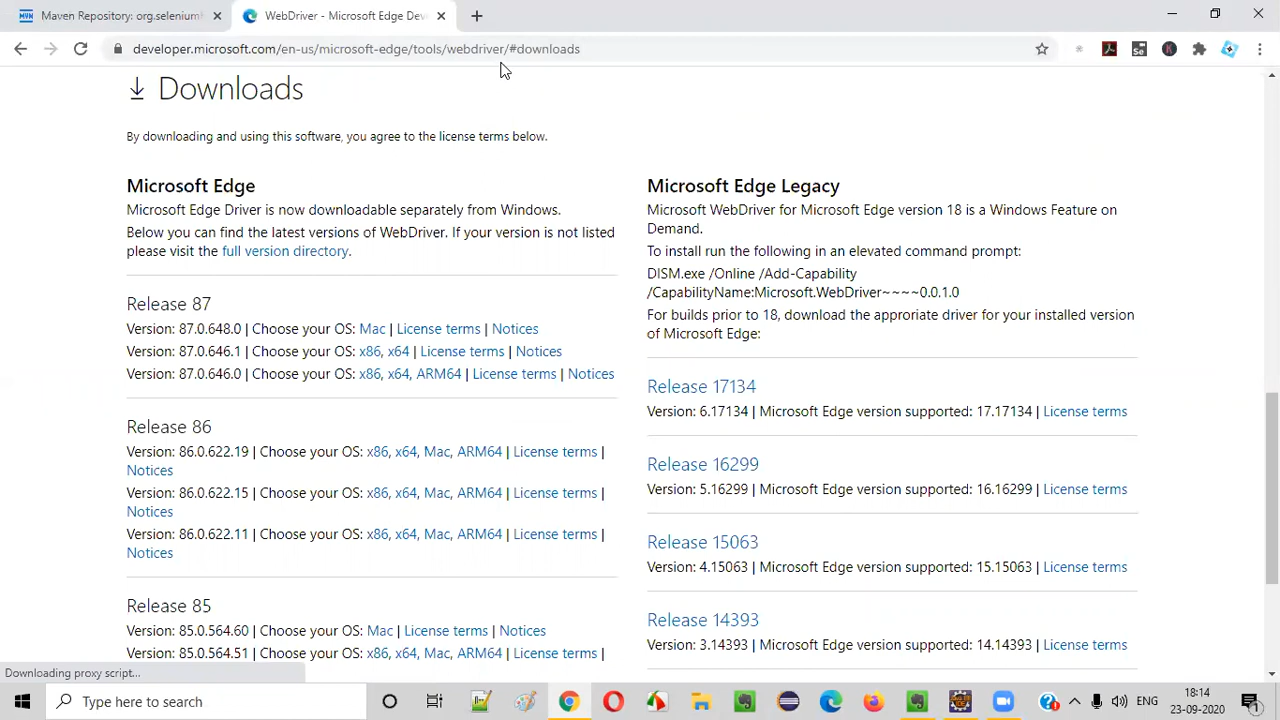 Maven Repository: org.selenium
WebDriver - Microsoft Edge Dev
developer.microsoft.com/en-us/microsoft-edge/tools/webdriver/#downloads
Downloads
By downloading and using this software, you agree to the license terms below.
Microsoft Edge
Microsoft Edge Driver is now downloadable separately from Windows.
Below you can find the latest versions of WebDriver. If your version is not listed
please visit the full version directory.
Release 87
Version: 87.0.648.0 | Choose your OS: Mac | License terms | Notices
Version: 87.0.646.1 | Choose your OS: x86, x64 | License terms | Notices
Version: 87.0.646.0 | Choose your OS: x86, x64, ARM64 | License terms | Notices
Release 86
Version: 86.0.622.19 | Choose your OS: x86, x64, Mac, ARM64 | License terms |
Notices
Version: 86.0.622.15 | Choose your OS: x86, x64, Mac, ARM64 | License terms |
Notices
Version: 86.0.622.11 | Choose your OS: x86, x64, Mac, ARM64 | License terms |
Notices
Release 85
Version: 85.0.564.60 | Choose your OS: Mac | License terms | Notices
Version: 85.0.564.51 | Choose your OS: x86, x64, Mac, ARM64 | License terms |
Microsoft Edge Legacy
Microsoft WebDriver for Microsoft Edge version 18 is a Windows Feature on
Demand.
To install run the following in an elevated command prompt:
DISM.exe /Online /Add-Capability
/CapabilityName:Microsoft.WebDriver~~~~0.0.1.0
For builds prior to 18, download the approriate driver for your installed version
of Microsoft Edge:
Release 17134
Version: 6.17134 | Microsoft Edge version supported: 17.17134 | License terms
Release 16299
Version: 5.16299 | Microsoft Edge version supported: 16.16299 | License terms
Release 15063
Version: 4.15063 | Microsoft Edge version supported: 15.15063 | License terms
Release 14393
Version: 3.14393 | Microsoft Edge version supported: 14.14393 | License terms
Downloading proxy script...
Type here to search
ENG
18:14
23-09-2020